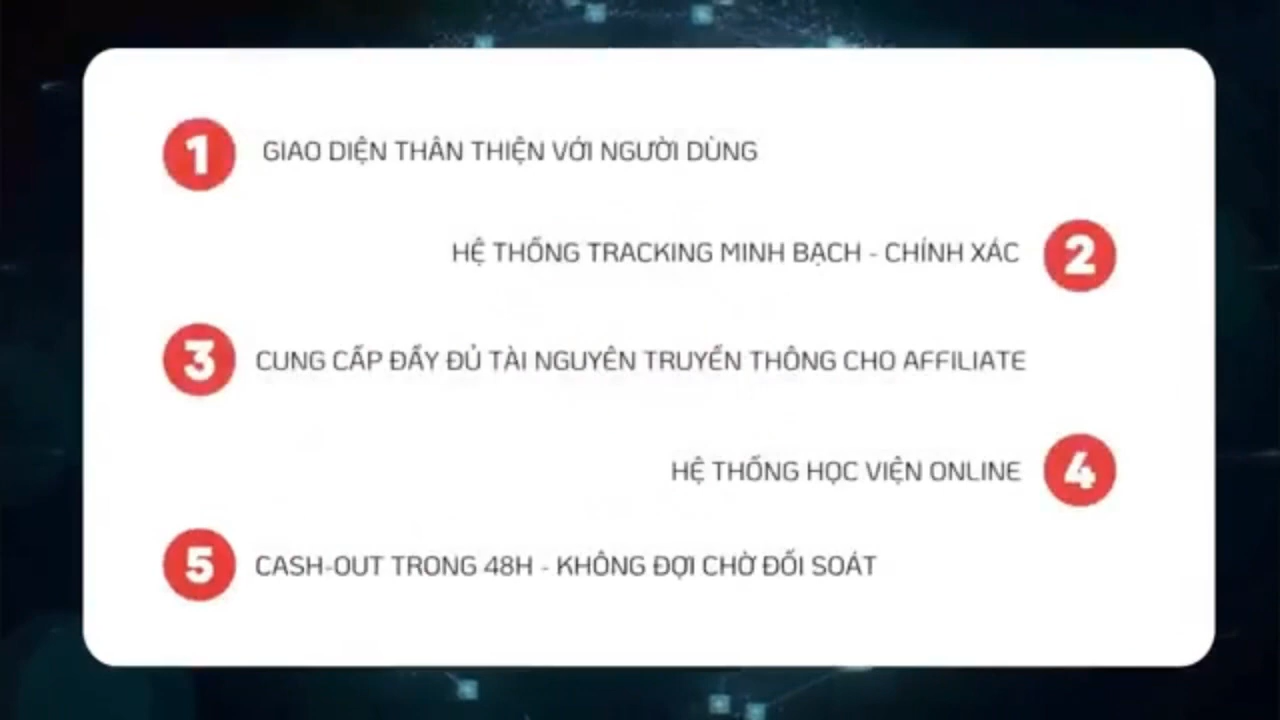 1 GIAO DIỆN THÂN THIỆN VỚI NGƯỜI DÙNG
HỆ THỐNG TRACKING MINH BẠCH - CHÍNH XÁC 2
3 CUNG CẤP ĐẦY ĐỦ TÀI NGUYÊN TRUYỀN THÔNG CHO AFFILIATE
HỆ THỐNG HỌC VIỆN ONLINE 4
5 CASH-OUT TRONG 48H - KHÔNG ĐỢI CHỜ ĐỐI SOÁT